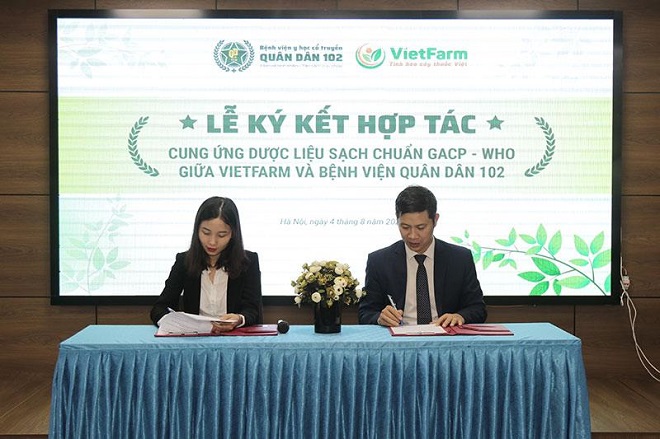 Bệnh viện y học cổ truyền
QUÂN DÂN 102
VietFarm
Tinh hoa cây thuốc Việt
LỄ KÝ KẾT HỢP TÁC
CUNG ỨNG DƯỢC LIỆU SẠCH CHUẨN GACP - WHO
GIỮA VIETFARM VÀ BỆNH VIỆN QUÂN DÂN 102
Hà Nội, ngày 4 tháng 8 năm